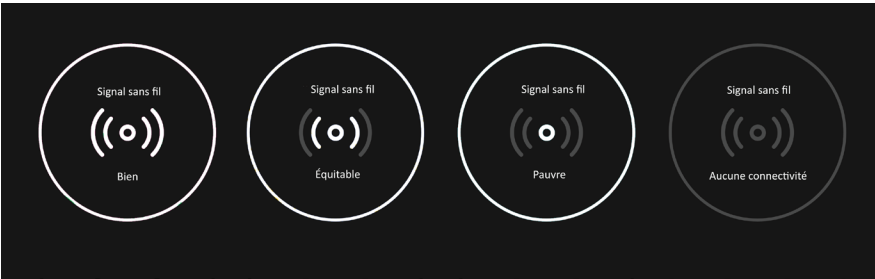 Signal sans fil
Bien
Signal sans fil
Équitable
Signal sans fil
Pauvre
Signal sans fil
Aucune connectivité